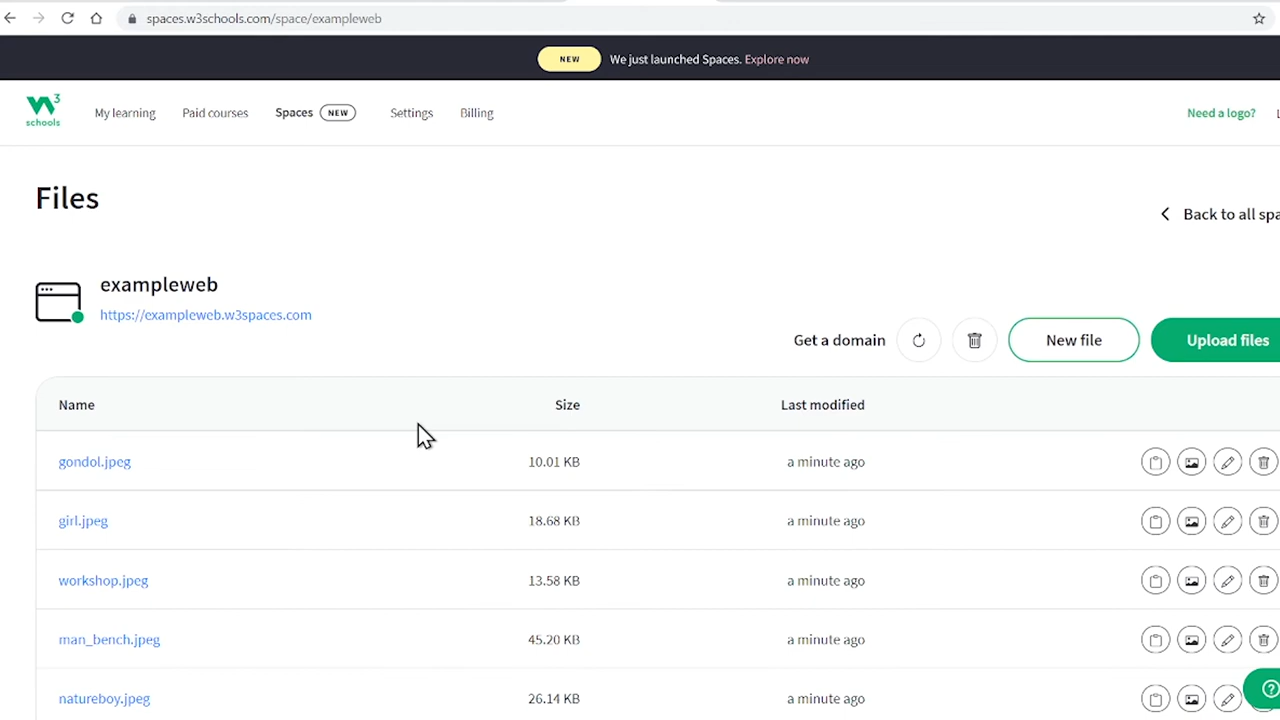 spaces.w3schools.com/space/exampleweb
NEW We just launched Spaces. Explore now
W3 schools My learning Paid courses Spaces NEW Settings Billing Need a logo?
Files
Back to all
exampleweb
https://exampleweb.w3spaces.com
Get a domain New file Upload files
Name Size Last modified
gondol.jpeg 10.01 KB a minute ago
girl.jpeg 18.68 KB a minute ago
workshop.jpeg 13.58 KB a minute ago
man_bench.jpeg 45.20 KB a minute ago
natureboy.jpeg 26.14 KB a minute ago